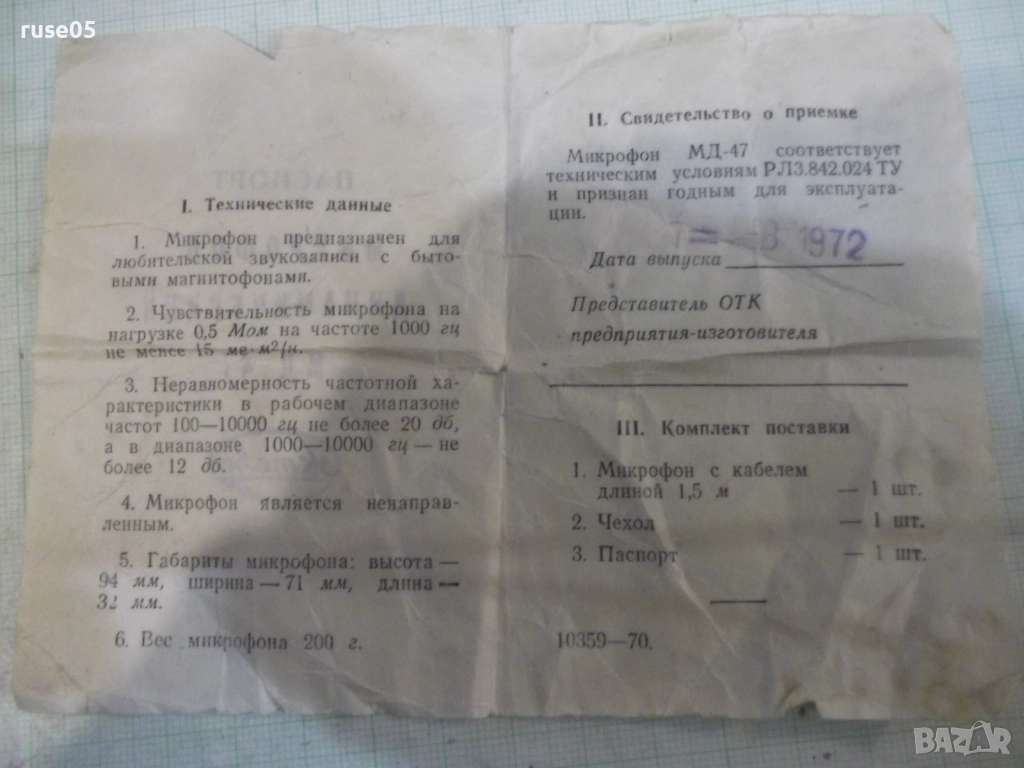 ruse05
I. Технические данные
1. Микрофон предназначен для
любительской звукозаписи с быто-
выми магнитофонами.
2. Чувствительность микрофона на
нагрузке 0,5 Мом на частоте 1000 гц
не менее 15 мв·м²/н.
3. Неравномерность частотной ха-
рактеристики в рабочем диапазоне
частот 100—10000 гц не более 20 дб,
а в диапазоне 1000—10000 гц — не
более 12 дб.
4. Микрофон является ненаправ-
ленным.
5. Габариты микрофона: высота —
94 мм, ширина — 71 мм, длина —
32 мм.
6. Вес микрофона 200 г.
II. Свидетельство о приемке
Микрофон МД-47 соответствует
техническим условиям РЛ3.842.024 ТУ
и признан годным для эксплуата-
ции.
Дата выпуска 8 1972
Представитель ОТК
предприятия-изготовителя
III. Комплект поставки
1. Микрофон с кабелем
длиной 1,5 м — 1 шт.
2. Чехол — 1 шт.
3. Паспорт — 1 шт.
10359—70.
BAZAR